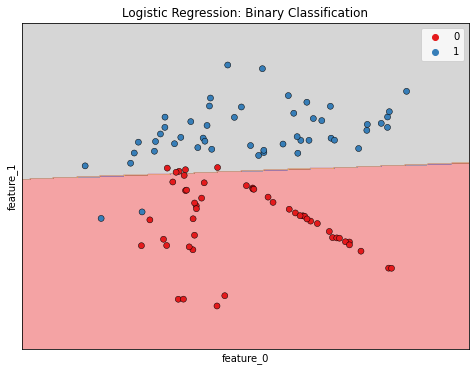 Logistic Regression: Binary Classification
0
1
feature_1
feature_0